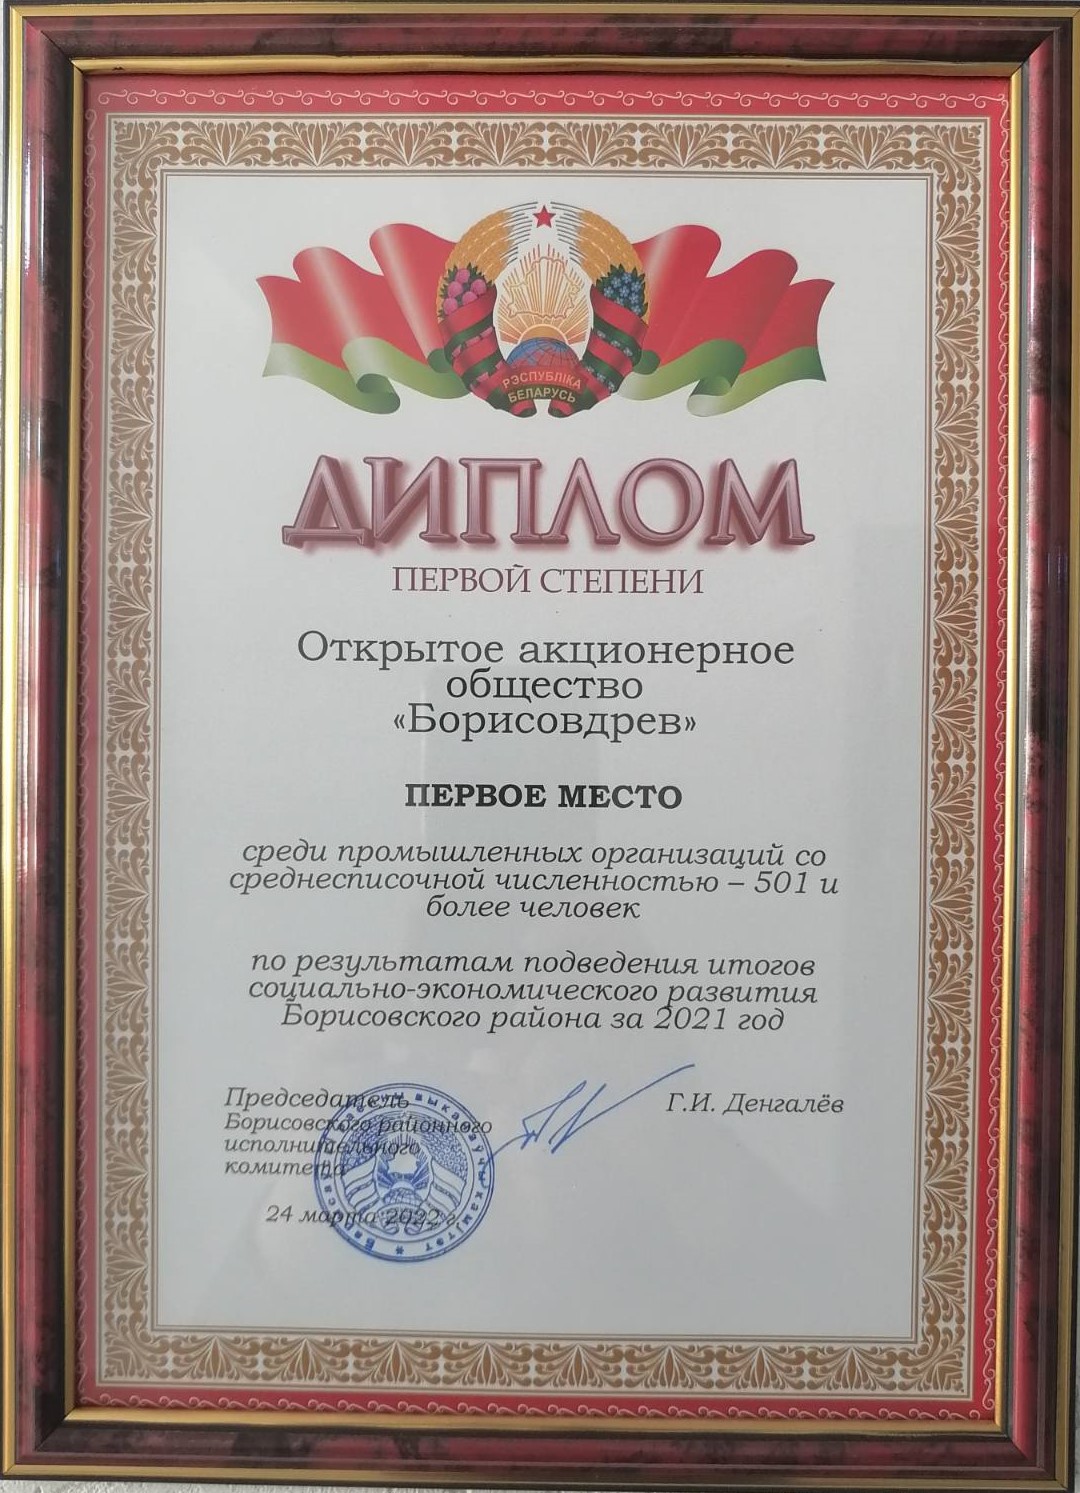 РЭСПУБЛІКА
БЕЛАРУСЬ
ДИПЛОМ
ПЕРВОЙ СТЕПЕНИ
Открытое акционерное
общество
«Борисовдрев»
ПЕРВОЕ МЕСТО
среди промышленных организаций со
среднесписочной численностью – 501 и
более человек
по результатам подведения итогов
социально-экономического развития
Борисовского района за 2021 год
Председатель
Борисовского районного
исполнительного
комитета
Г.И. Денгалёв
24 марта 2022 г.